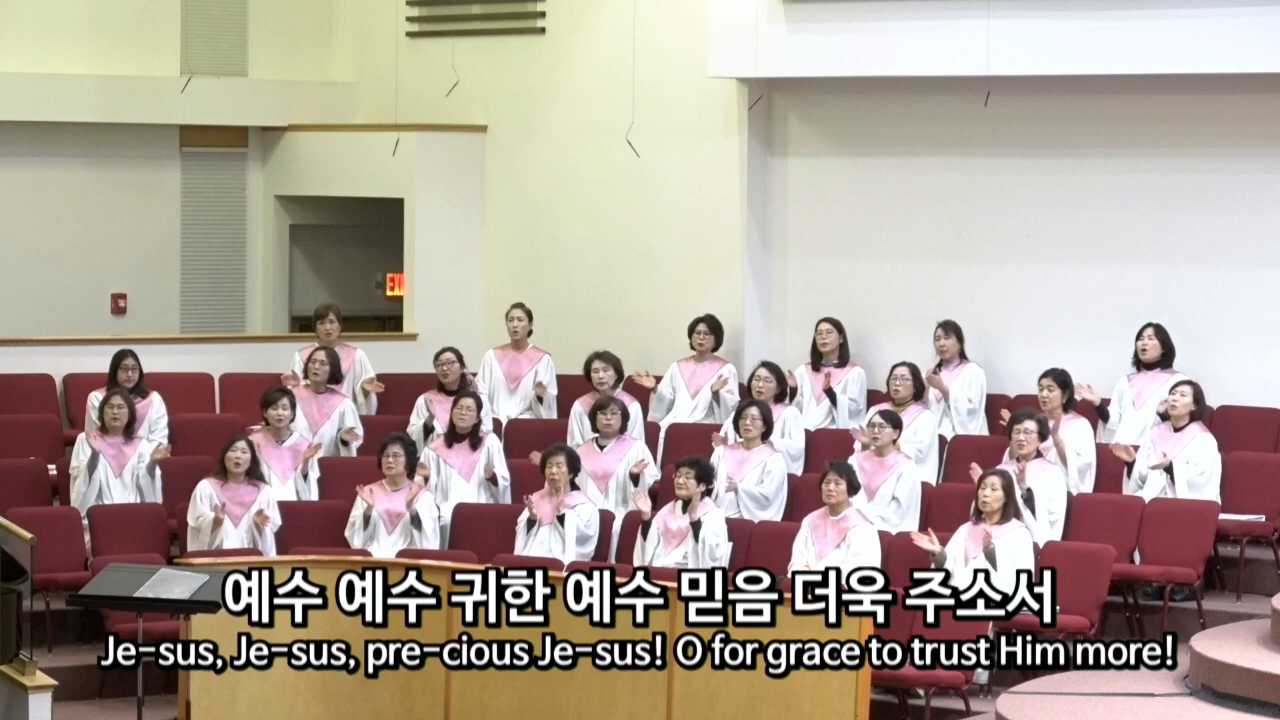 EXI
예수 예수 귀한 예수 믿음 더욱 주소서
Je-sus, Je-sus, pre-cious Je-sus! O for grace to trust Him more!